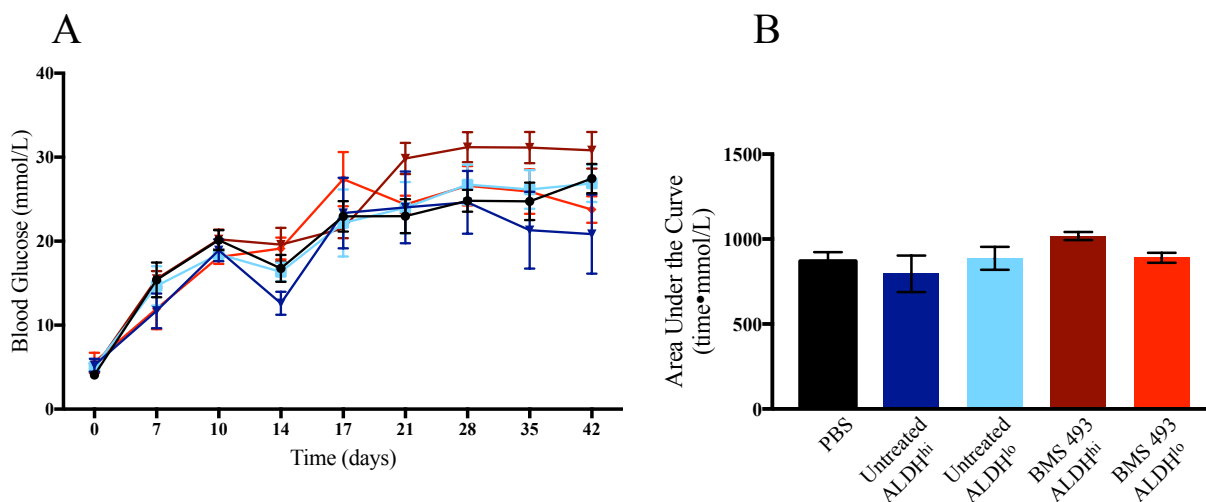 A
Blood Glucose (mmol/L)
40
30
20
10
0
0 7 10 14 17 21 28 35 42
Time (days)
B
Area Under the Curve
(time•mmol/L)
1500
1000
500
0
PBS
Untreated
ALDHhi
Untreated
ALDHlo
BMS 493
ALDHhi
BMS 493
ALDHlo